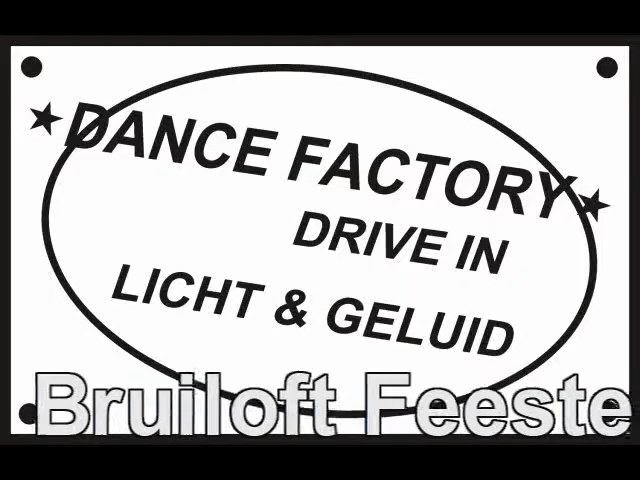 ★DANCE FACTORY★
DRIVE IN
LICHT & GELUID
Bruiloft Feeste